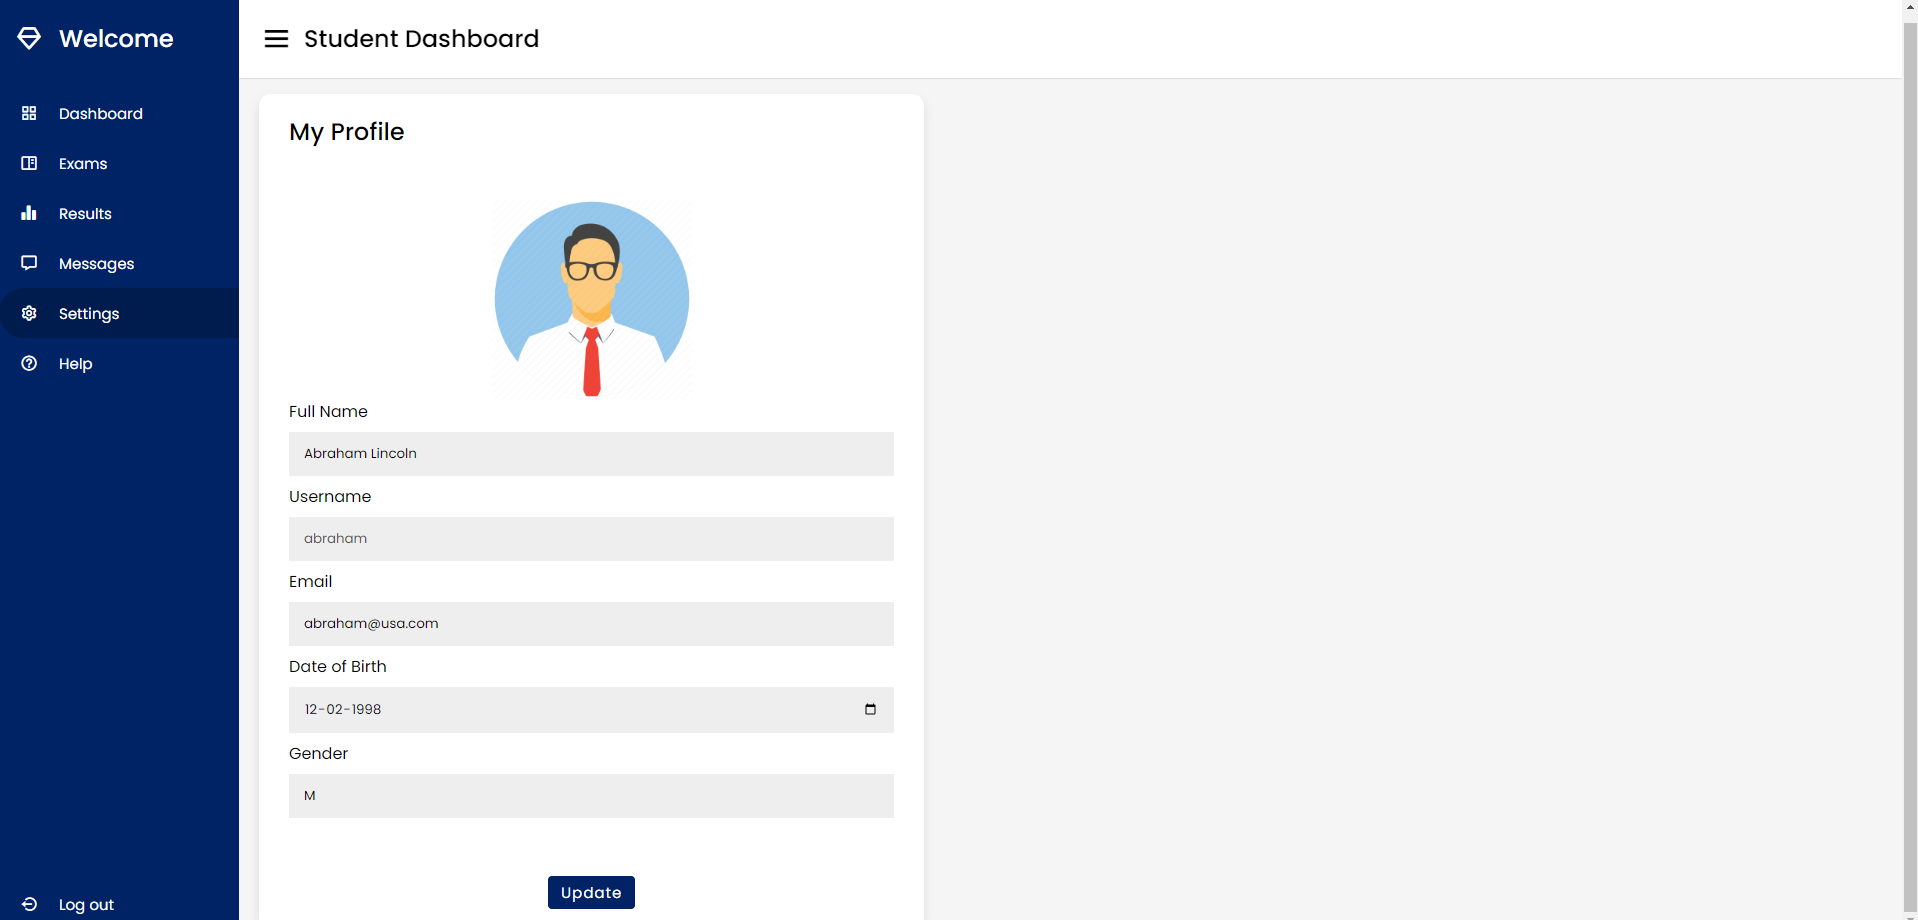 Welcome
Student Dashboard
Dashboard
Exams
Results
Messages
Settings
Help
Log out
My Profile
Full Name
Abraham Lincoln
Username
abraham
Email
abraham@usa.com
Date of Birth
12-02-1998
Gender
M
Update